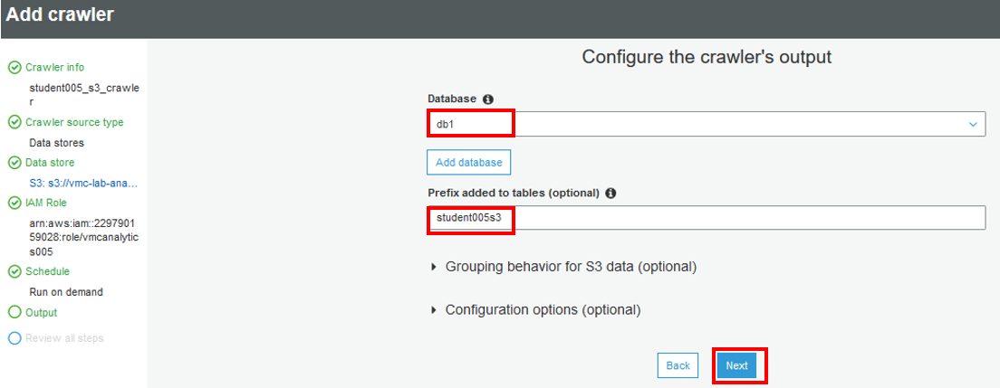 Add crawler
Crawler info
student005_s3_crawle
r
Crawler source type
Data stores
Data store
S3: s3://vmc-lab-ana...
IAM Role
arn:aws:iam::2297901
59028:role/vmcanalytic
s005
Schedule
Run on demand
Output
Review all steps
Configure the crawler's output
Database
db1
Add database
Prefix added to tables (optional)
student005s3
Grouping behavior for S3 data (optional)
Configuration options (optional)
Back
Next